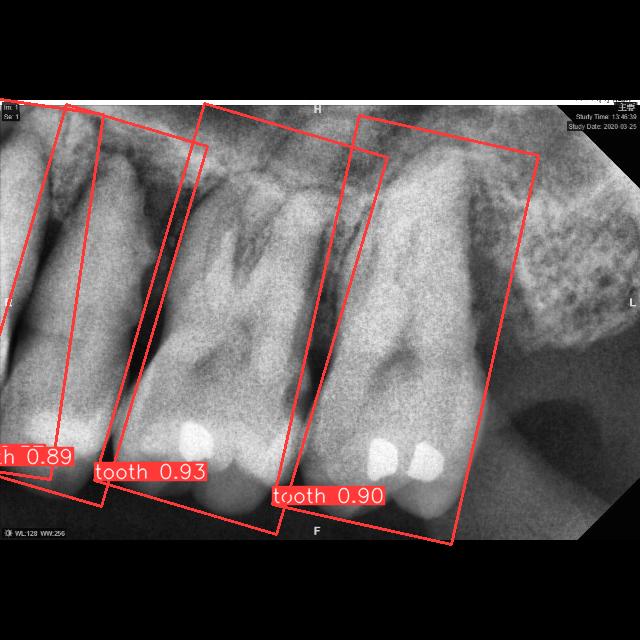 Im: 1
Se: 1
H
Study Time: 13:46:39
Study Date: 2020-03-25
H
L
h 0.89
tooth 0.93
tooth 0.90
WL:128 WW:256
F